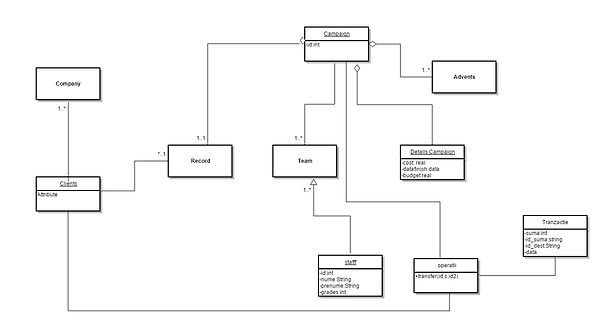 Campaign
-id:int
Company
1..*
Advents
1..*
1..1
1..*
*..1
Record
Team
Details Campaign
-cost: real
-datafinish:data
-budget:real
Clients
Attribute
1..*
Tranzactie
-suma:int
-id_suma:string
-id_dest:String
-data
staff
-id:int
-nume:String
-prenume:String
-grades:int
operatii
+transfer(id,s,id2)